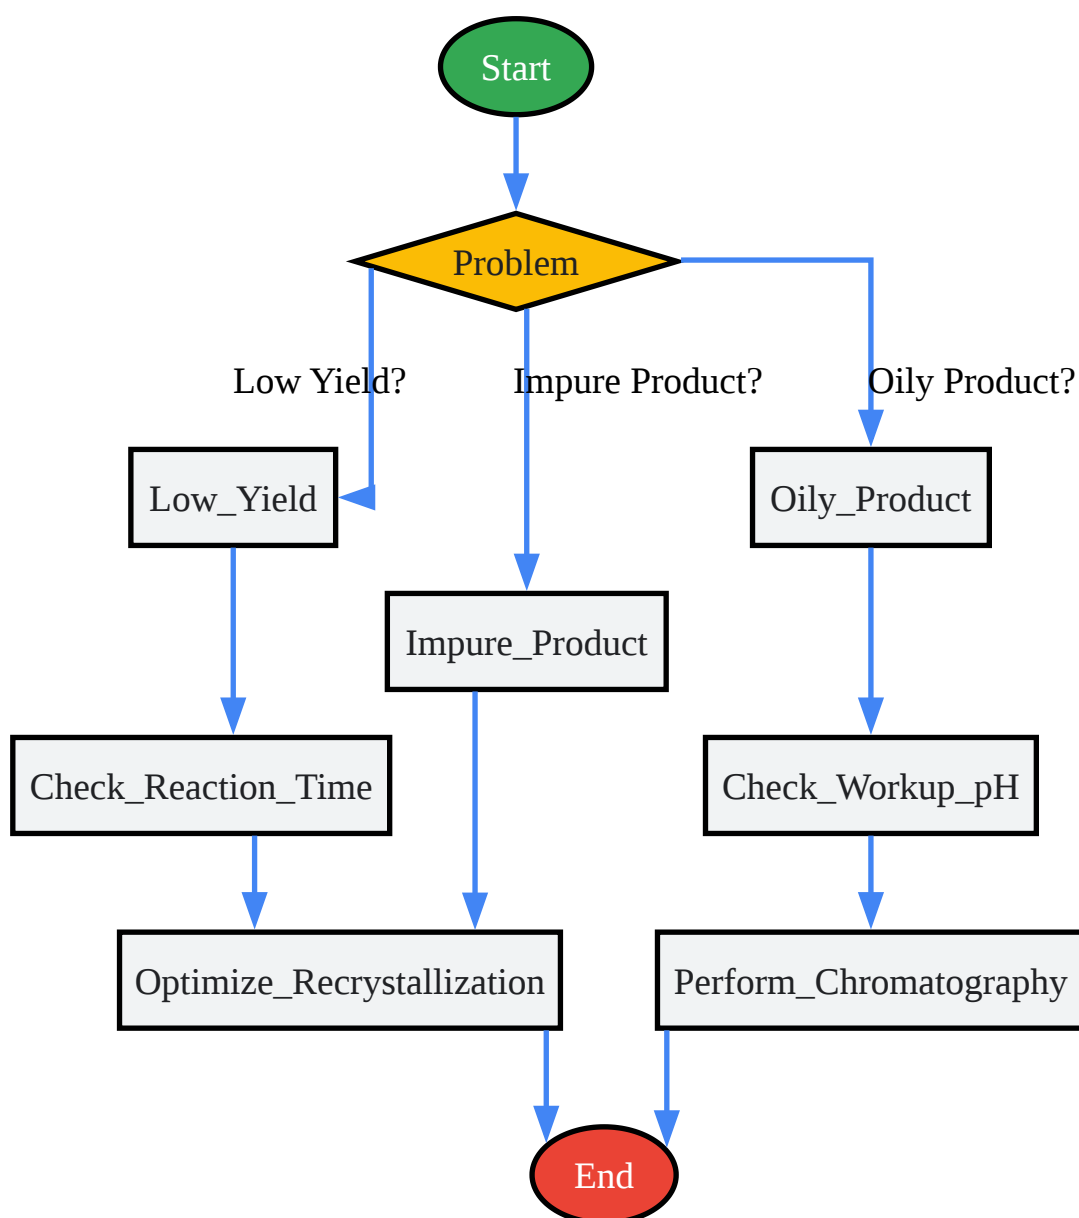 Start
Problem
Low Yield?
Impure Product?
Oily Product?
Low_Yield
Oily_Product
Impure_Product
Check_Reaction_Time
Check_Workup_pH
Optimize_Recrystallization
Perform_Chromatography
End